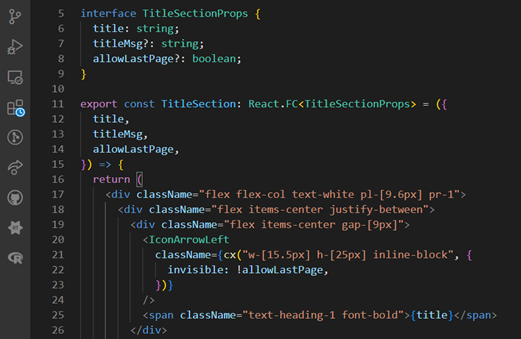 5 interface TitleSectionProps {
6 title: string;
7 titleMsg?: string;
8 allowLastPage?: boolean;
9 }
10
11 export const TitleSection: React.FC<TitleSectionProps> = ({
12 title,
13 titleMsg,
14 allowLastPage,
15 }) => {
16 return (
17 <div className="flex flex-col text-white pl-[9.6px] pr-1">
18 <div className="flex items-center justify-between">
19 <div className="flex items-center gap-[9px]">
20 <IconArrowLeft
21 className={cx("w-[15.5px] h-[25px] inline-block", {
22 invisible: !allowLastPage,
23 })}
24 />
25 <span className="text-heading-1 font-bold">{title}</span>
26 </div>